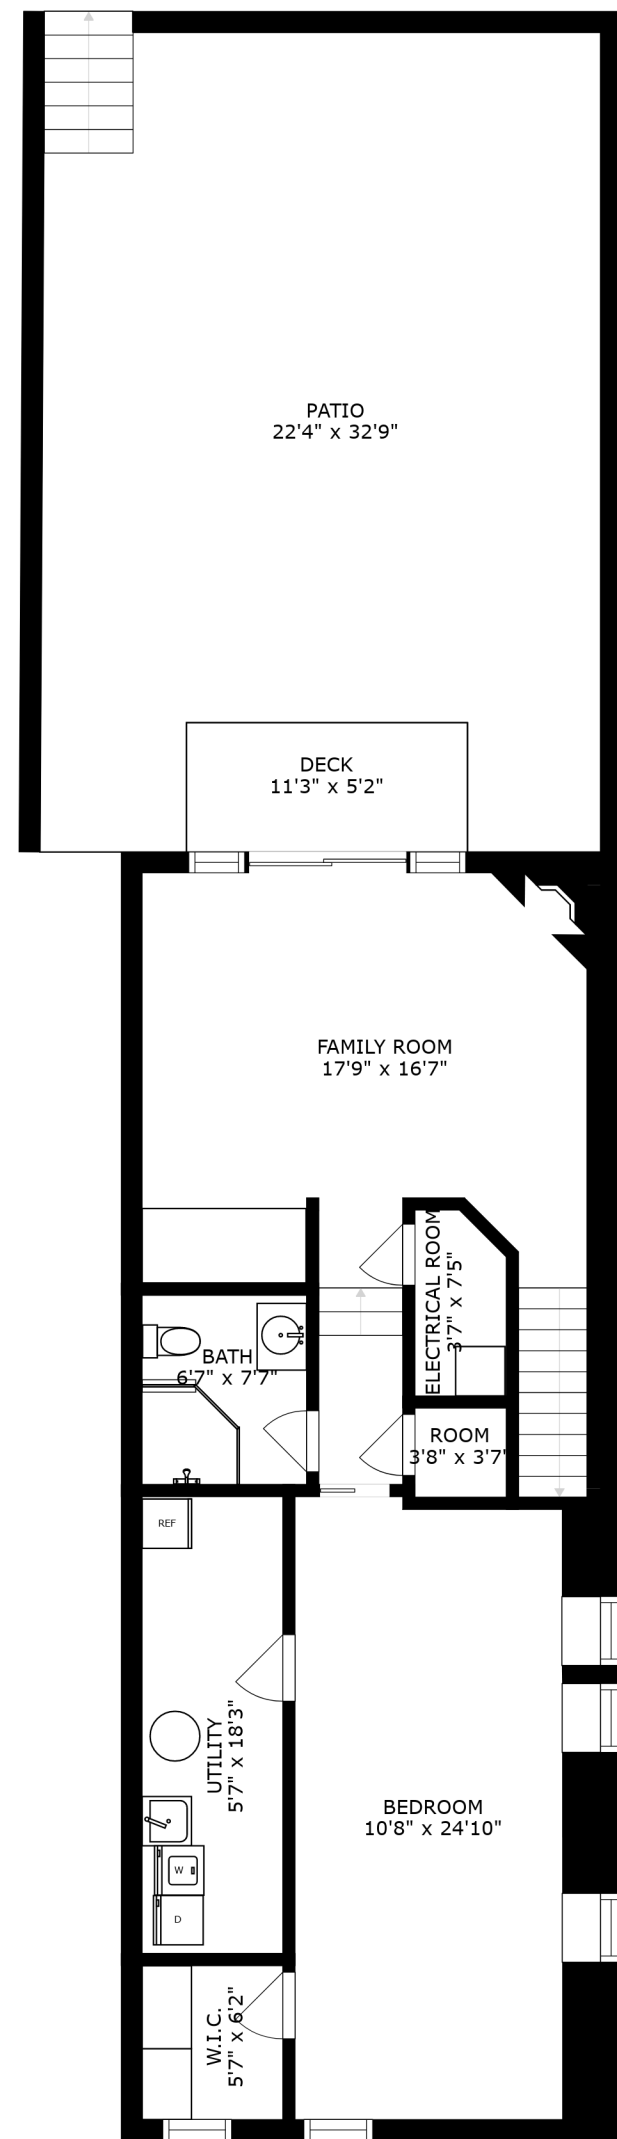 PATIO
22'4" x 32'9"
DECK
11'3" x 5'2"
FAMILY ROOM
17'9" x 16'7"
ELECTRICAL ROOM
3'7" x 7'5"
BATH
6'7" x 7'7"
ROOM
3'8" x 3'7"
REF
UTILITY
5'7" x 18'3"
BEDROOM
10'8" x 24'10"
W
D
W.I.C.
5'7" x 6'2"